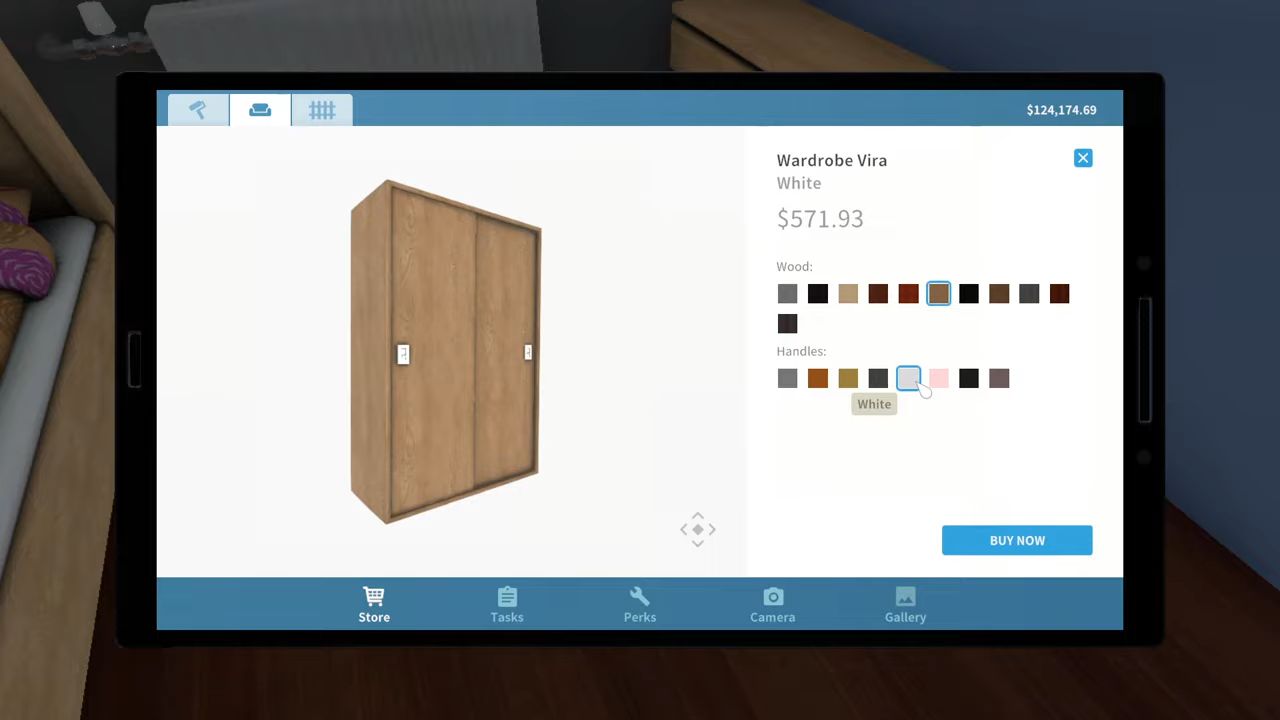 $124,174.69
Wardrobe Vira
White
$571.93
Wood:
Handles:
White
BUY NOW
Store
Tasks
Perks
Camera
Gallery